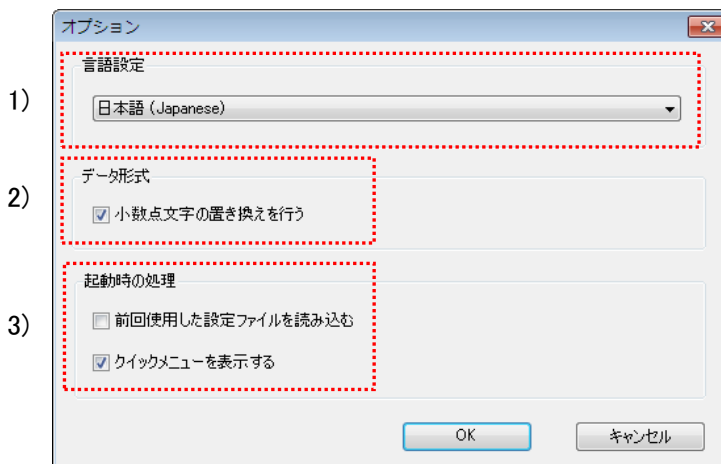 オプション
言語設定
1)
日本語 (Japanese)
データ形式
2)
小数点文字の置き換えを行う
起動時の処理
3)
前回使用した設定ファイルを読み込む
クイックメニューを表示する
OK
キャンセル